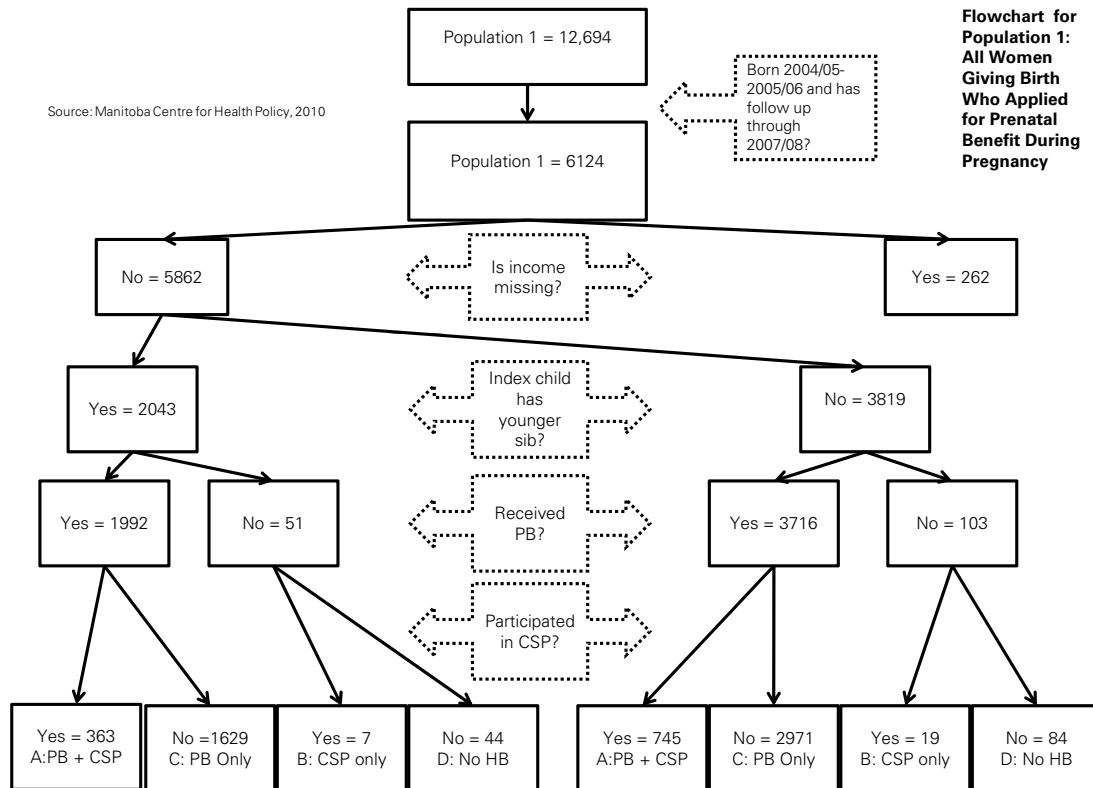 Population 1 = 12,694
Flowchart for
Population 1:
All Women
Giving Birth
Who Applied
for Prenatal
Benefit During
Pregnancy
Born 2004/05-
2005/06 and has
follow up
through
2007/08?
Source: Manitoba Centre for Health Policy, 2010
Population 1 = 6124
No = 5862
Is income
missing?
Yes = 262
Yes = 2043
Index child
has
younger
sib?
No = 3819
Yes = 1992
No = 51
Received
PB?
Yes = 3716
No = 103
Participated
in CSP?
Yes = 363
A:PB + CSP
No =1629
C: PB Only
Yes = 7
B: CSP only
No = 44
D: No HB
Yes = 745
A:PB + CSP
No = 2971
C: PB Only
Yes = 19
B: CSP only
No = 84
D: No HB